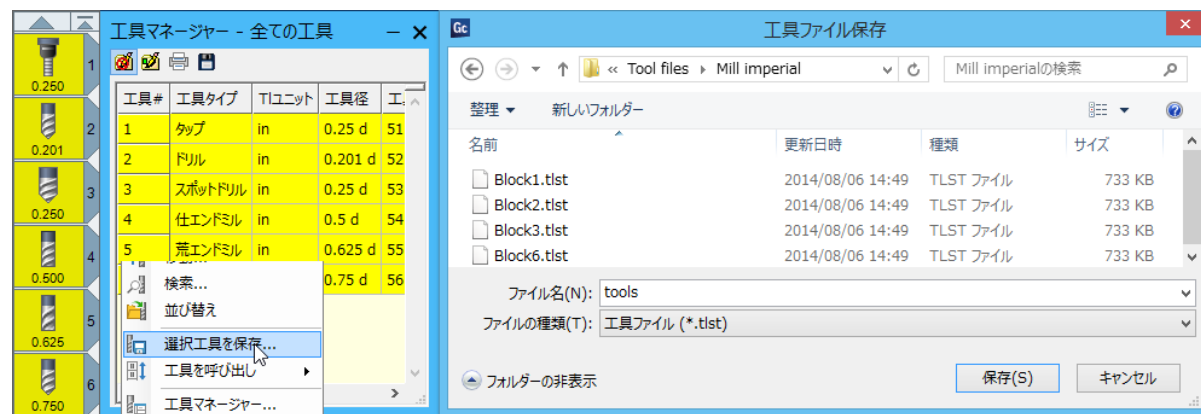 1
0.250
2
0.201
3
0.250
4
0.500
5
0.625
6
0.750
工具マネージャー - 全ての工具
工具# 工具タイプ Tlユニット 工具径
1 タップ in 0.25 d 51
2 ドリル in 0.201 d 52
3 スポットドリル in 0.25 d 53
4 仕エンドミル in 0.5 d 54
5 荒エンドミル in 0.625 d 55
0.75 d 56
検索...
並び替え
選択工具を保存...
工具を呼び出し
工具マネージャー...
Gc 工具ファイル保存
« Tool files Mill imperial Mill imperialの検索
整理 新しいフォルダー
名前 更新日時 種類 サイズ
Block1.tlst 2014/08/06 14:49 TLST ファイル 733 KB
Block2.tlst 2014/08/06 14:49 TLST ファイル 733 KB
Block3.tlst 2014/08/06 14:49 TLST ファイル 733 KB
Block6.tlst 2014/08/06 14:49 TLST ファイル 733 KB
ファイル名(N): tools
ファイルの種類(T): 工具ファイル (*.tlst)
フォルダーの非表示 保存(S) キャンセル